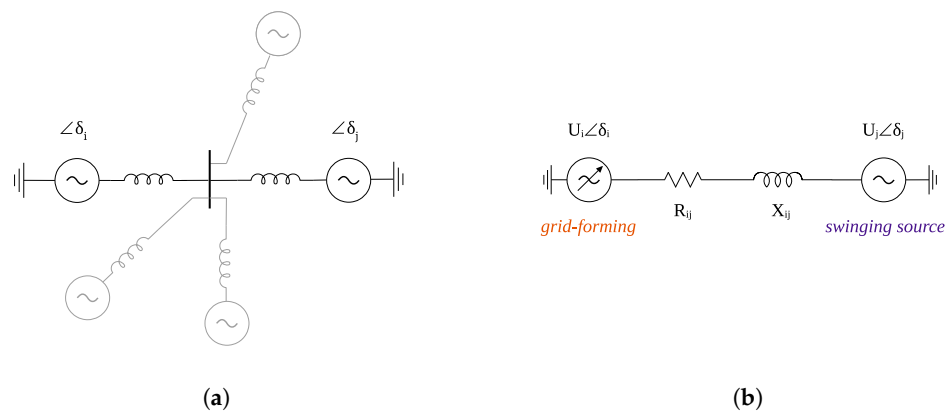 ∠δᵢ
∠δⱼ
(a)
Uᵢ∠δᵢ
Uⱼ∠δⱼ
Rᵢⱼ
Xᵢⱼ
grid-forming
swinging source
(b)